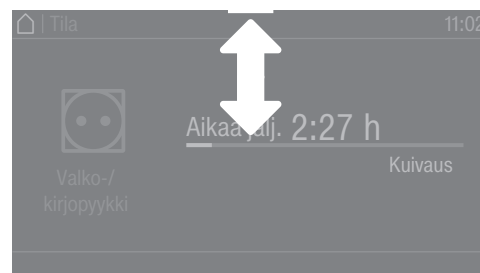 Tila
11:02
Aikaa jälj. 2:27 h
Kuivaus
Valko-/
kirjopyykki